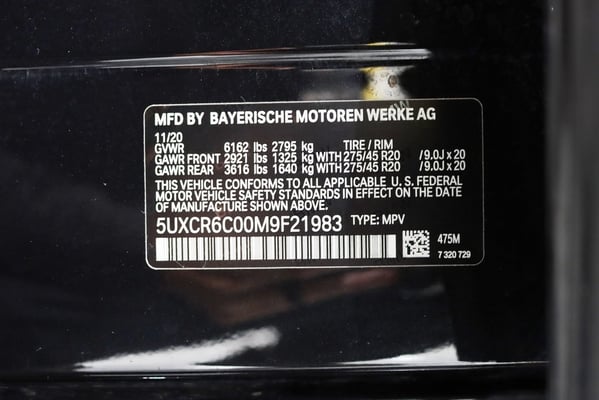 MFD BY BAYERISCHE MOTOREN WERKE AG
11/20
GVWR 6162 lbs 2795 kg TIRE / RIM
GAWR FRONT 2921 lbs 1325 kg WITH 275/45 R20 / 9.0J x 20
GAWR REAR 3616 lbs 1640 kg WITH 275/45 R20 / 9.0J x 20
THIS VEHICLE CONFORMS TO ALL APPLICABLE U. S. FEDERAL
MOTOR VEHICLE SAFETY STANDARDS IN EFFECT ON THE DATE
OF MANUFACTURE SHOWN ABOVE.
5UXCR6C00M9F21983 TYPE: MPV
475M
7 320 729